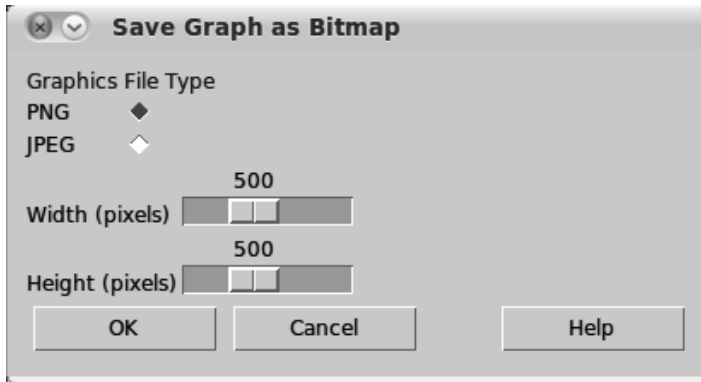 Save Graph as Bitmap
Graphics File Type
PNG
JPEG
500
Width (pixels)
500
Height (pixels)
OK Cancel Help